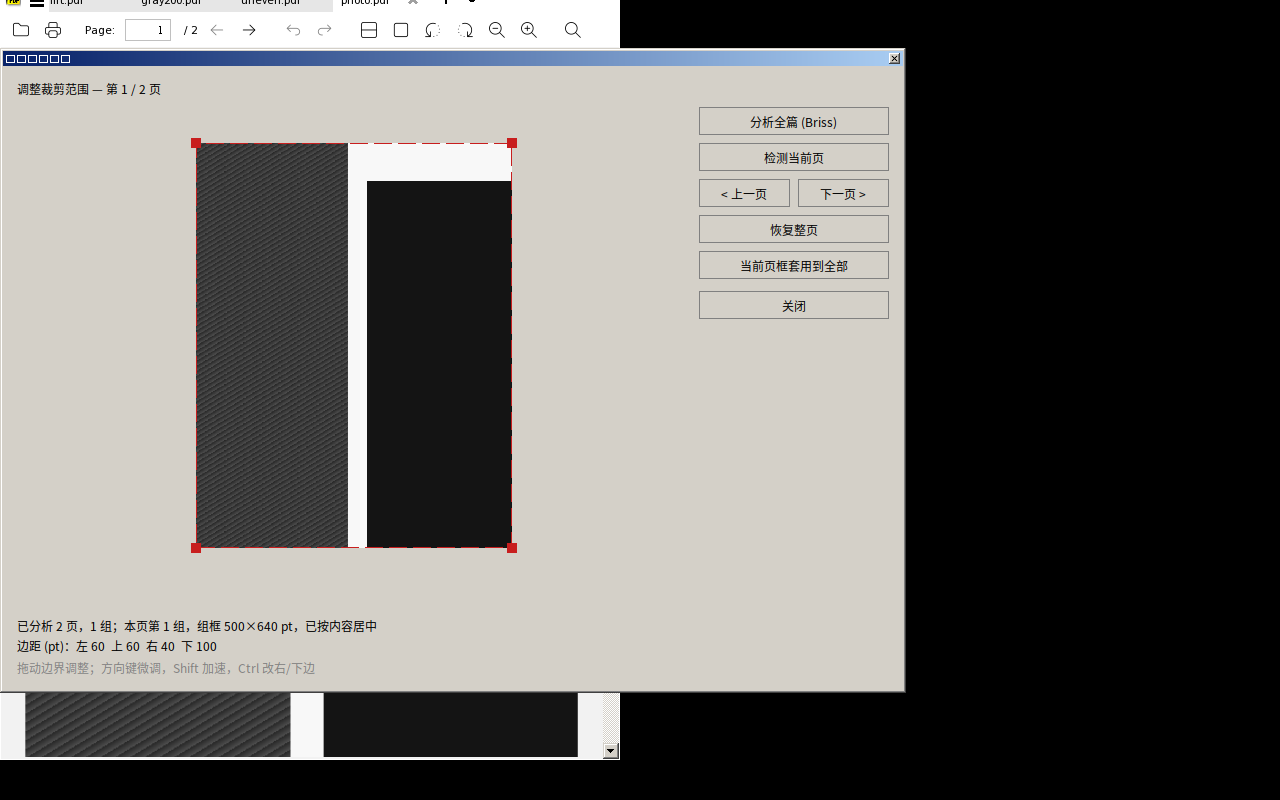 gray200.pdf photo.pdf
Page: 1 / 2
调整裁剪范围 — 第 1 / 2 页
分析全篇 (Briss)
检测当前页
< 上一页 下一页 >
恢复整页
当前页框套用到全部
关闭
已分析 2 页，1 组；本页第 1 组，组框 500×640 pt，已按内容居中
边距 (pt)：左 60 上 60 右 40 下 100
拖动边界调整；方向键微调，Shift 加速，Ctrl 改右/下边